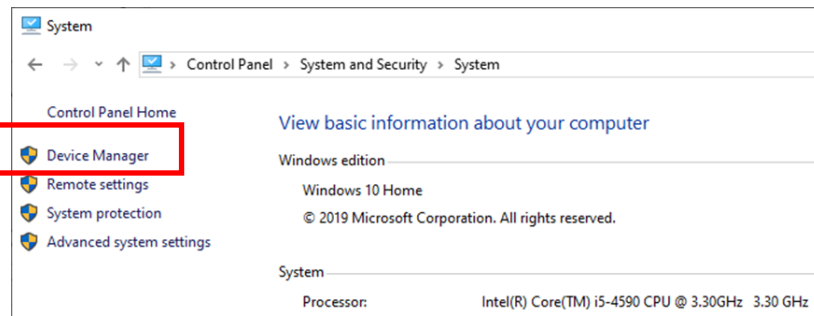 System
Control Panel > System and Security > System
Control Panel Home
Device Manager
Remote settings
System protection
Advanced system settings
View basic information about your computer
Windows edition
Windows 10 Home
© 2019 Microsoft Corporation. All rights reserved.
System
Processor: Intel(R) Core(TM) i5-4590 CPU @ 3.30GHz 3.30 GHz